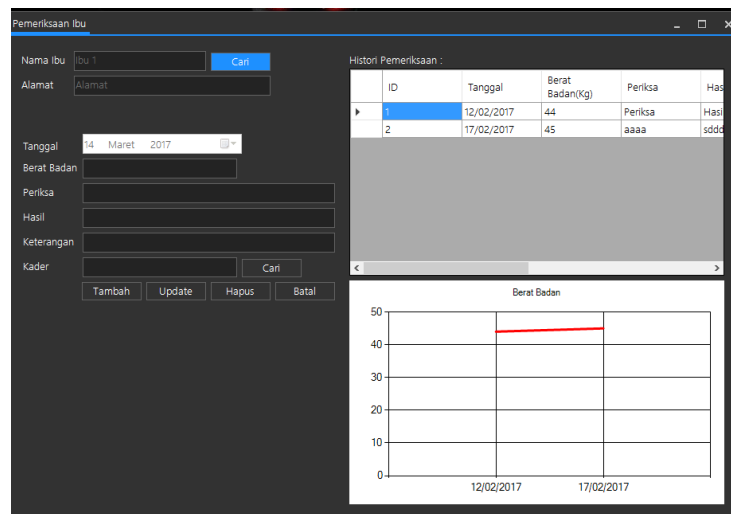 Pemeriksaan Ibu
Nama Ibu Ibu 1 Cari
Alamat Alamat
Tanggal 14 Maret 2017
Berat Badan
Periksa
Hasil
Keterangan
Kader Cari
Tambah Update Hapus Batal
Histori Pemeriksaan :
ID Tanggal Berat Badan(Kg) Periksa Has
1 12/02/2017 44 Periksa Hasi
2 17/02/2017 45 aaaa sddd
Berat Badan
50
40
30
20
10
0
12/02/2017 17/02/2017